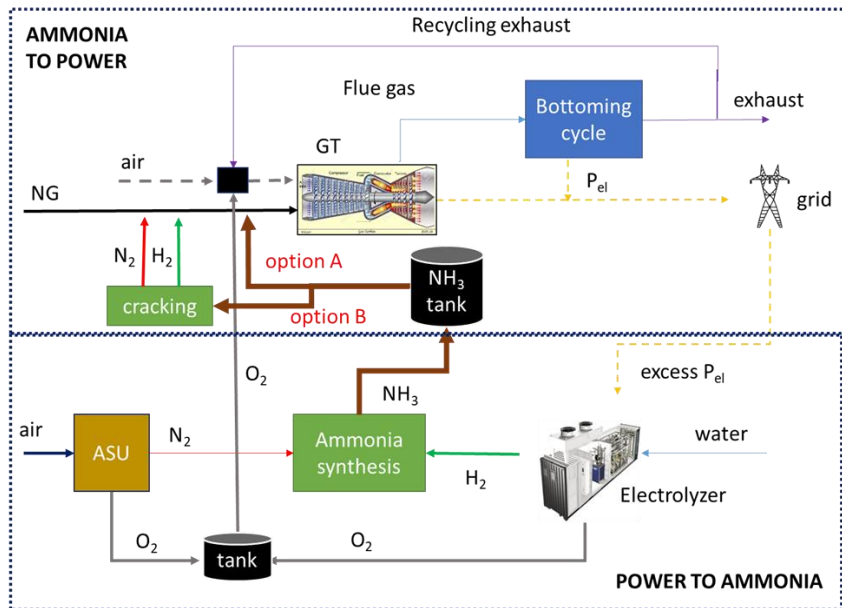 AMMONIA
TO POWER
Recycling exhaust
Flue gas
Bottoming
cycle
exhaust
GT
air
NG
P_el
grid
N₂
H₂
option A
NH₃
tank
cracking
option B
O₂
excess P_el
NH₃
air
ASU
N₂
Ammonia
synthesis
H₂
water
Electrolyzer
O₂
tank
O₂
POWER TO AMMONIA